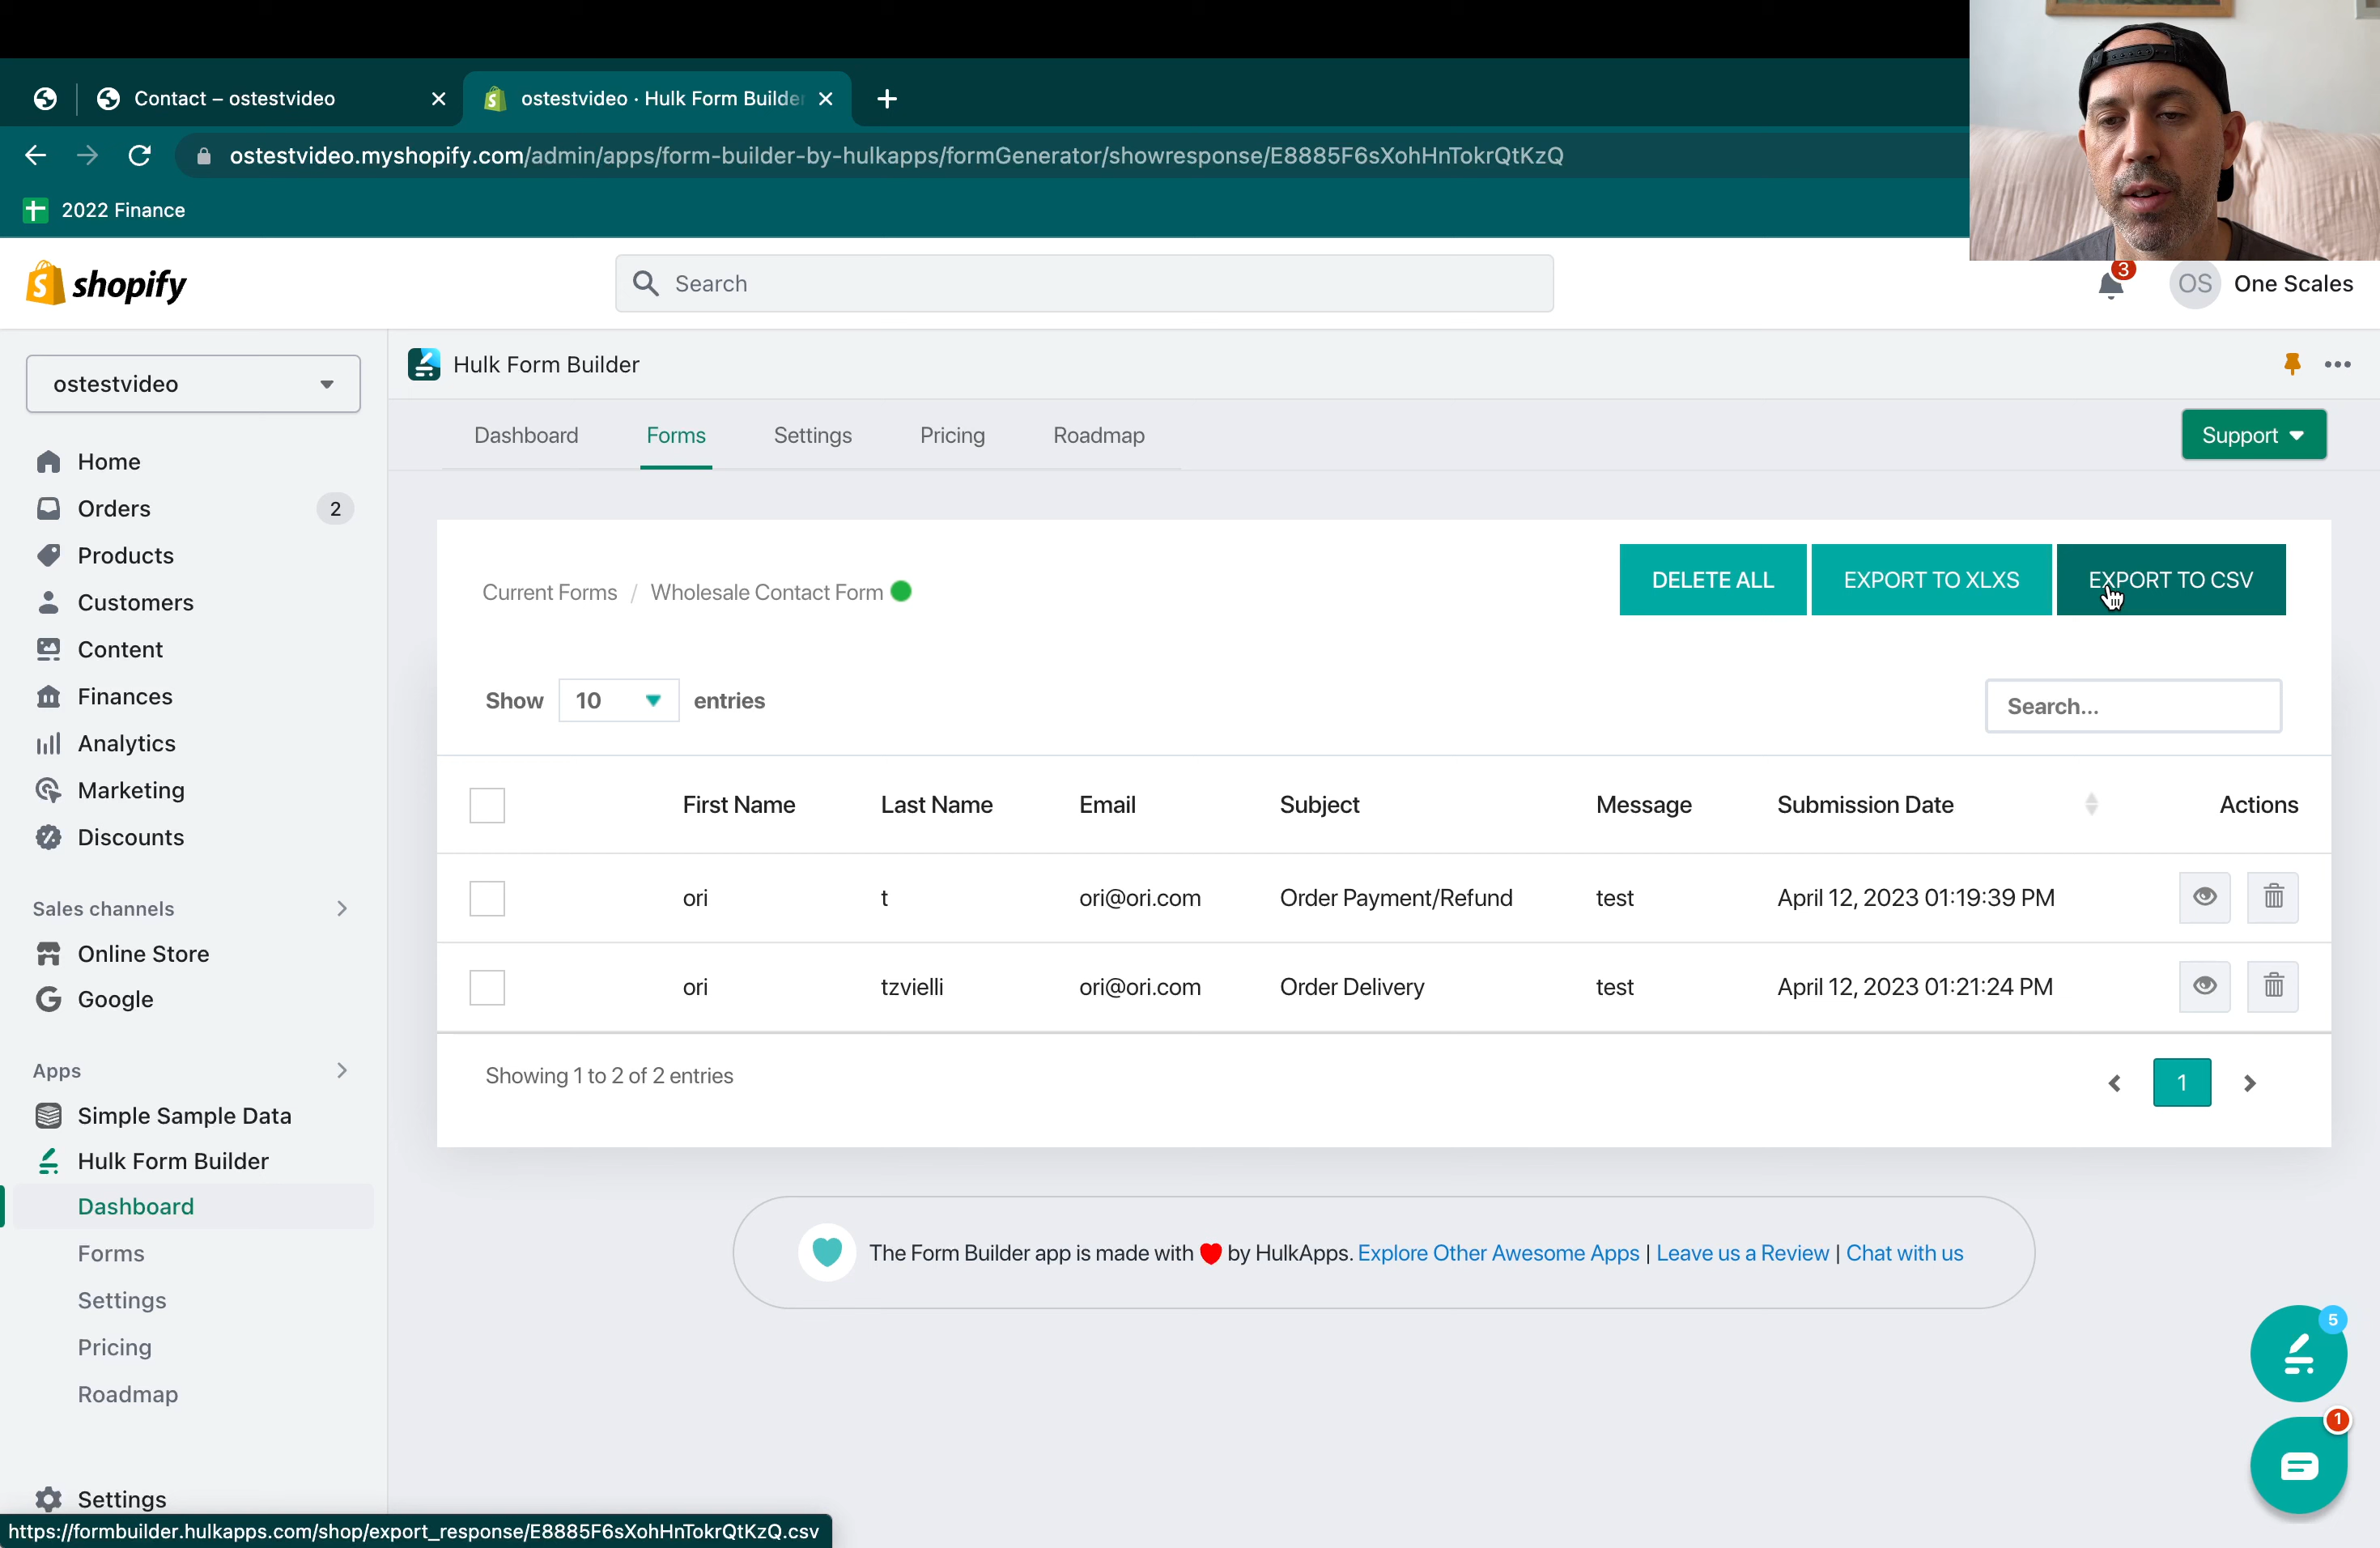 Contact – ostestvideo
ostestvideo · Hulk Form Builder
ostestvideo.myshopify.com/admin/apps/form-builder-by-hulkapps/formGenerator/showresponse/E8885F6sXohHnTokrQtKzQ
2022 Finance
shopify
Search
3
OS
One Scales
ostestvideo
Hulk Form Builder
Dashboard Forms Settings Pricing Roadmap
Support
Home
Orders 2
Products
Customers
Content
Finances
Analytics
Marketing
Discounts
Sales channels
Online Store
Google
Apps
Simple Sample Data
Hulk Form Builder
Dashboard
Forms
Settings
Pricing
Roadmap
Settings
Current Forms / Wholesale Contact Form
DELETE ALL EXPORT TO XLXS EXPORT TO CSV
Show 10 entries
Search...
First Name Last Name Email Subject Message Submission Date Actions
ori t ori@ori.com Order Payment/Refund test April 12, 2023 01:19:39 PM
ori tzvielli ori@ori.com Order Delivery test April 12, 2023 01:21:24 PM
Showing 1 to 2 of 2 entries
1
The Form Builder app is made with ❤ by HulkApps. Explore Other Awesome Apps | Leave us a Review | Chat with us
5
1
https://formbuilder.hulkapps.com/shop/export_response/E8885F6sXohHnTokrQtKzQ.csv